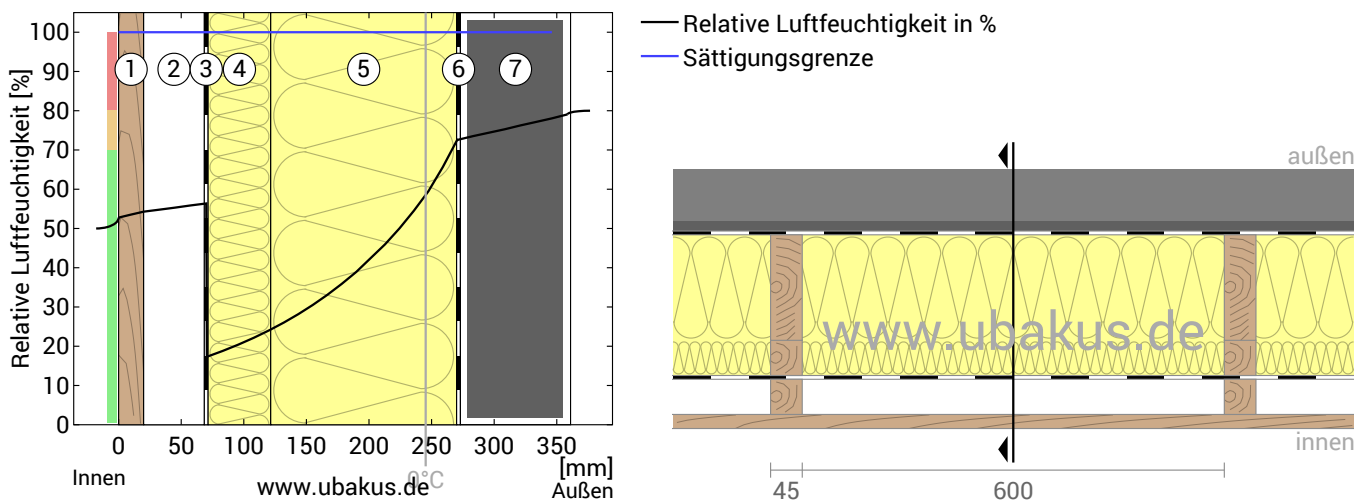 Relative Luftfeuchtigkeit [%]
100
90
80
70
60
50
40
30
20
10
0
1 2 3 4 5 6 7
0 50 100 150 200 250 300 350
[mm]
0°C
Innen
www.ubakus.de
Außen
Relative Luftfeuchtigkeit in %
Sättigungsgrenze
außen
www.ubakus.de
innen
45 600